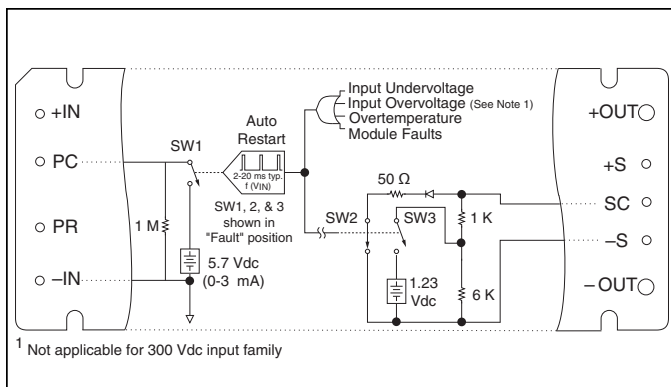 +IN
PC
PR
–IN
SW1
1 M
5.7 Vdc
(0-3 mA)
Auto
Restart
2-20 ms typ.
f (VIN)
SW1, 2, & 3
shown in
"Fault" position
Input Undervoltage
Input Overvoltage (See Note 1)
Overtemperature
Module Faults
50 Ω
SW2
SW3
1 K
1.23
Vdc
6 K
+OUT
+S
SC
–S
–OUT
1 Not applicable for 300 Vdc input family